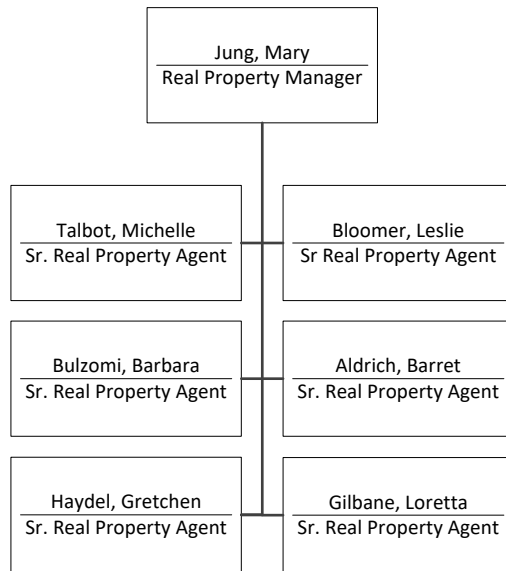 Jung, Mary
Real Property Manager
Talbot, Michelle
Sr. Real Property Agent
Bloomer, Leslie
Sr Real Property Agent
Bulzomi, Barbara
Sr. Real Property Agent
Aldrich, Barret
Sr. Real Property Agent
Haydel, Gretchen
Sr. Real Property Agent
Gilbane, Loretta
Sr. Real Property Agent